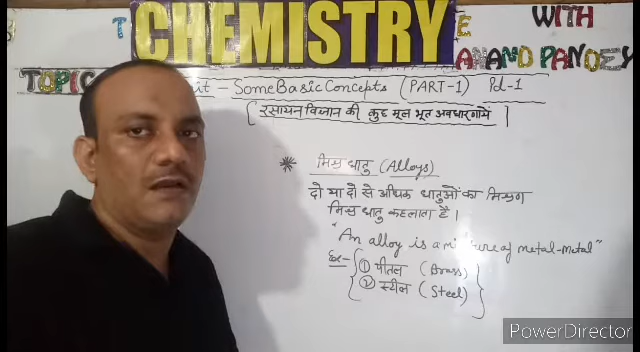 CHEMISTRY WITH
ANAND PANDEY
TOPIC
Some Basic Concepts (PART-1) Pd-1
[ रसायन विज्ञान की कुछ मूल भूत अवधारणायें ]
* मिश्र धातु (Alloys)
दो या दो से अधिक धातुओं का मिश्रण
मिश्र धातु कहलाता है।
"An alloy is a of metal-metal"
Ex- ① पीतल (Brass)
② स्टील (Steel)
PowerDirector